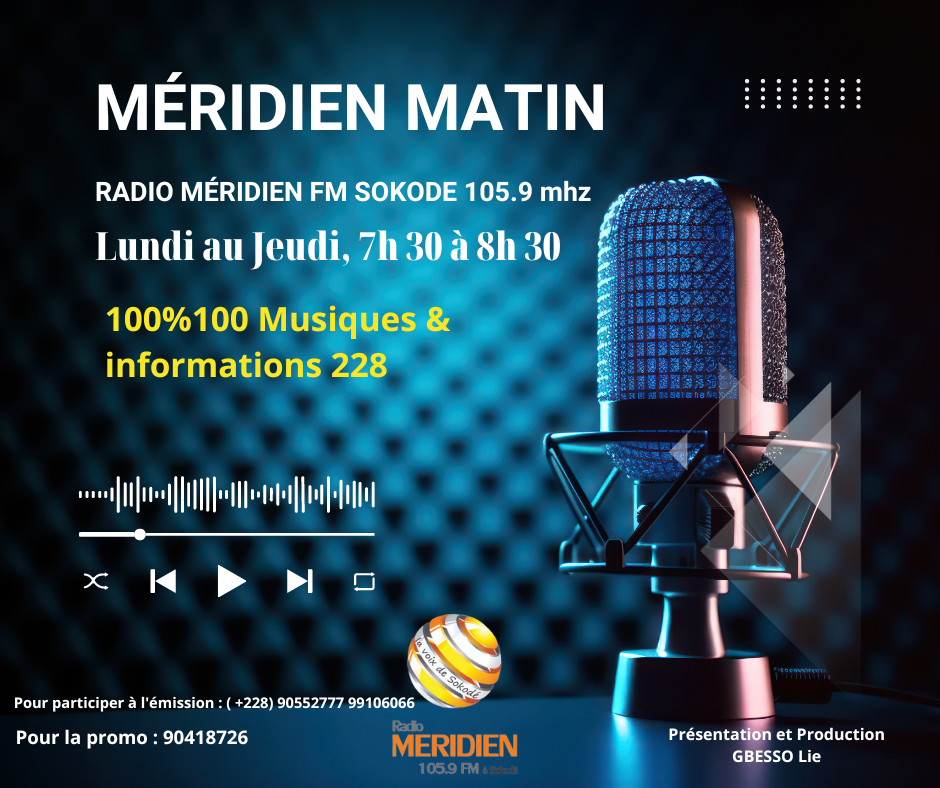 MÉRIDIEN MATIN
RADIO MÉRIDIEN FM SOKODE 105.9 mhz
Lundi au Jeudi, 7h 30 à 8h 30
100%100 Musiques &
informations 228
la voix de Sokodé
Pour participer à l'émission : ( +228) 90552777 99106066
Pour la promo : 90418726
Radio
MERIDIEN
105.9 FM à Sokodé
Présentation et Production
GBESSO Lie